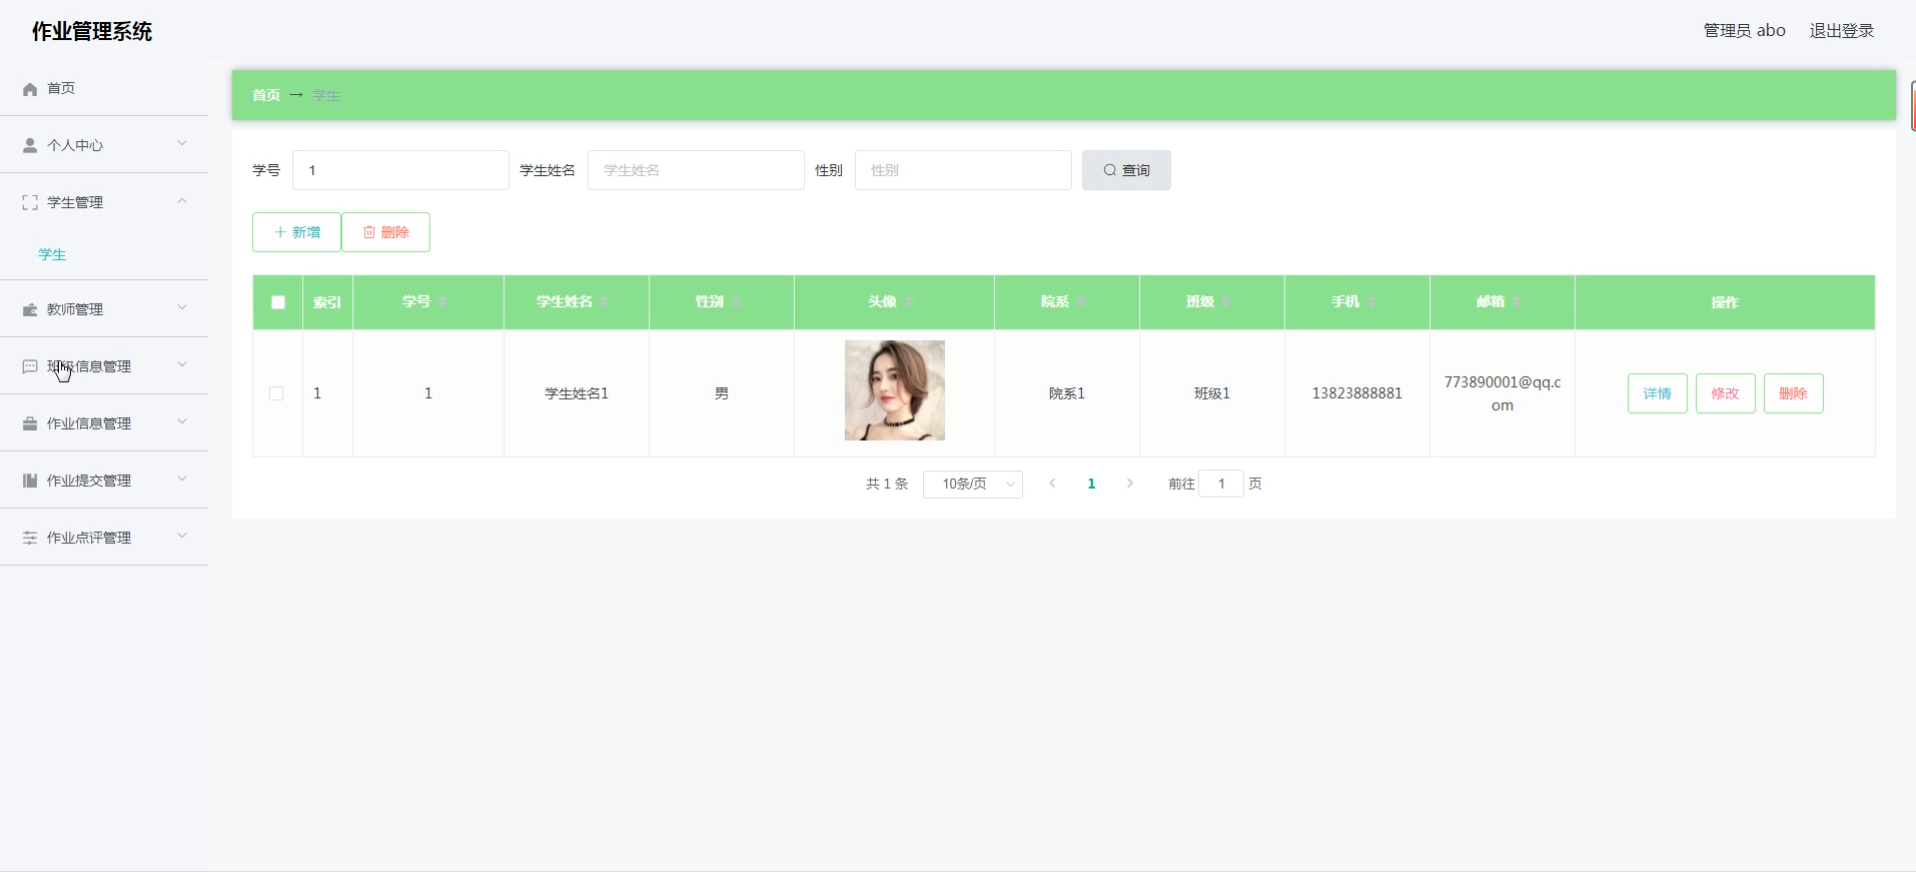 作业管理系统
管理员 abo 退出登录
首页
个人中心
学生管理
学生
教师管理
班级信息管理
作业信息管理
作业提交管理
作业点评管理
首页 → 学生
学号 1 学生姓名 学生姓名 性别 性别 查询
新增 删除
索引 学号 学生姓名 性别 头像 院系 班级 手机 邮箱 操作
1 1 学生姓名1 男 院系1 班级1 13823888881 773890001@qq.c
om
详情 修改 删除
共 1 条 10条/页 1 前往 1 页